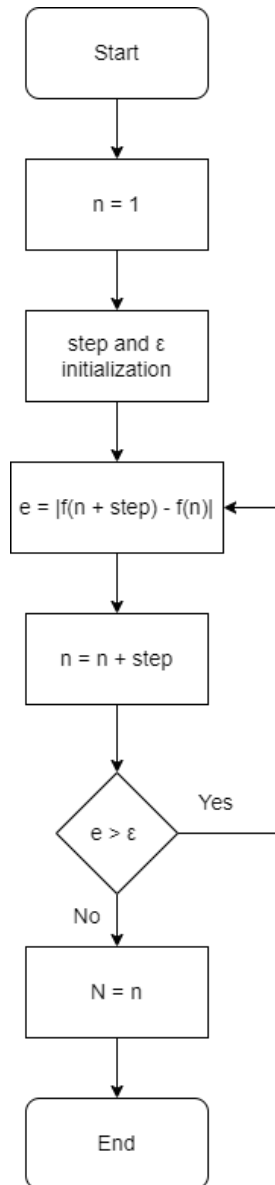 Start
n = 1
step and ε
initialization
e = |f(n + step) - f(n)|
n = n + step
Yes
e > ε
No
N = n
End